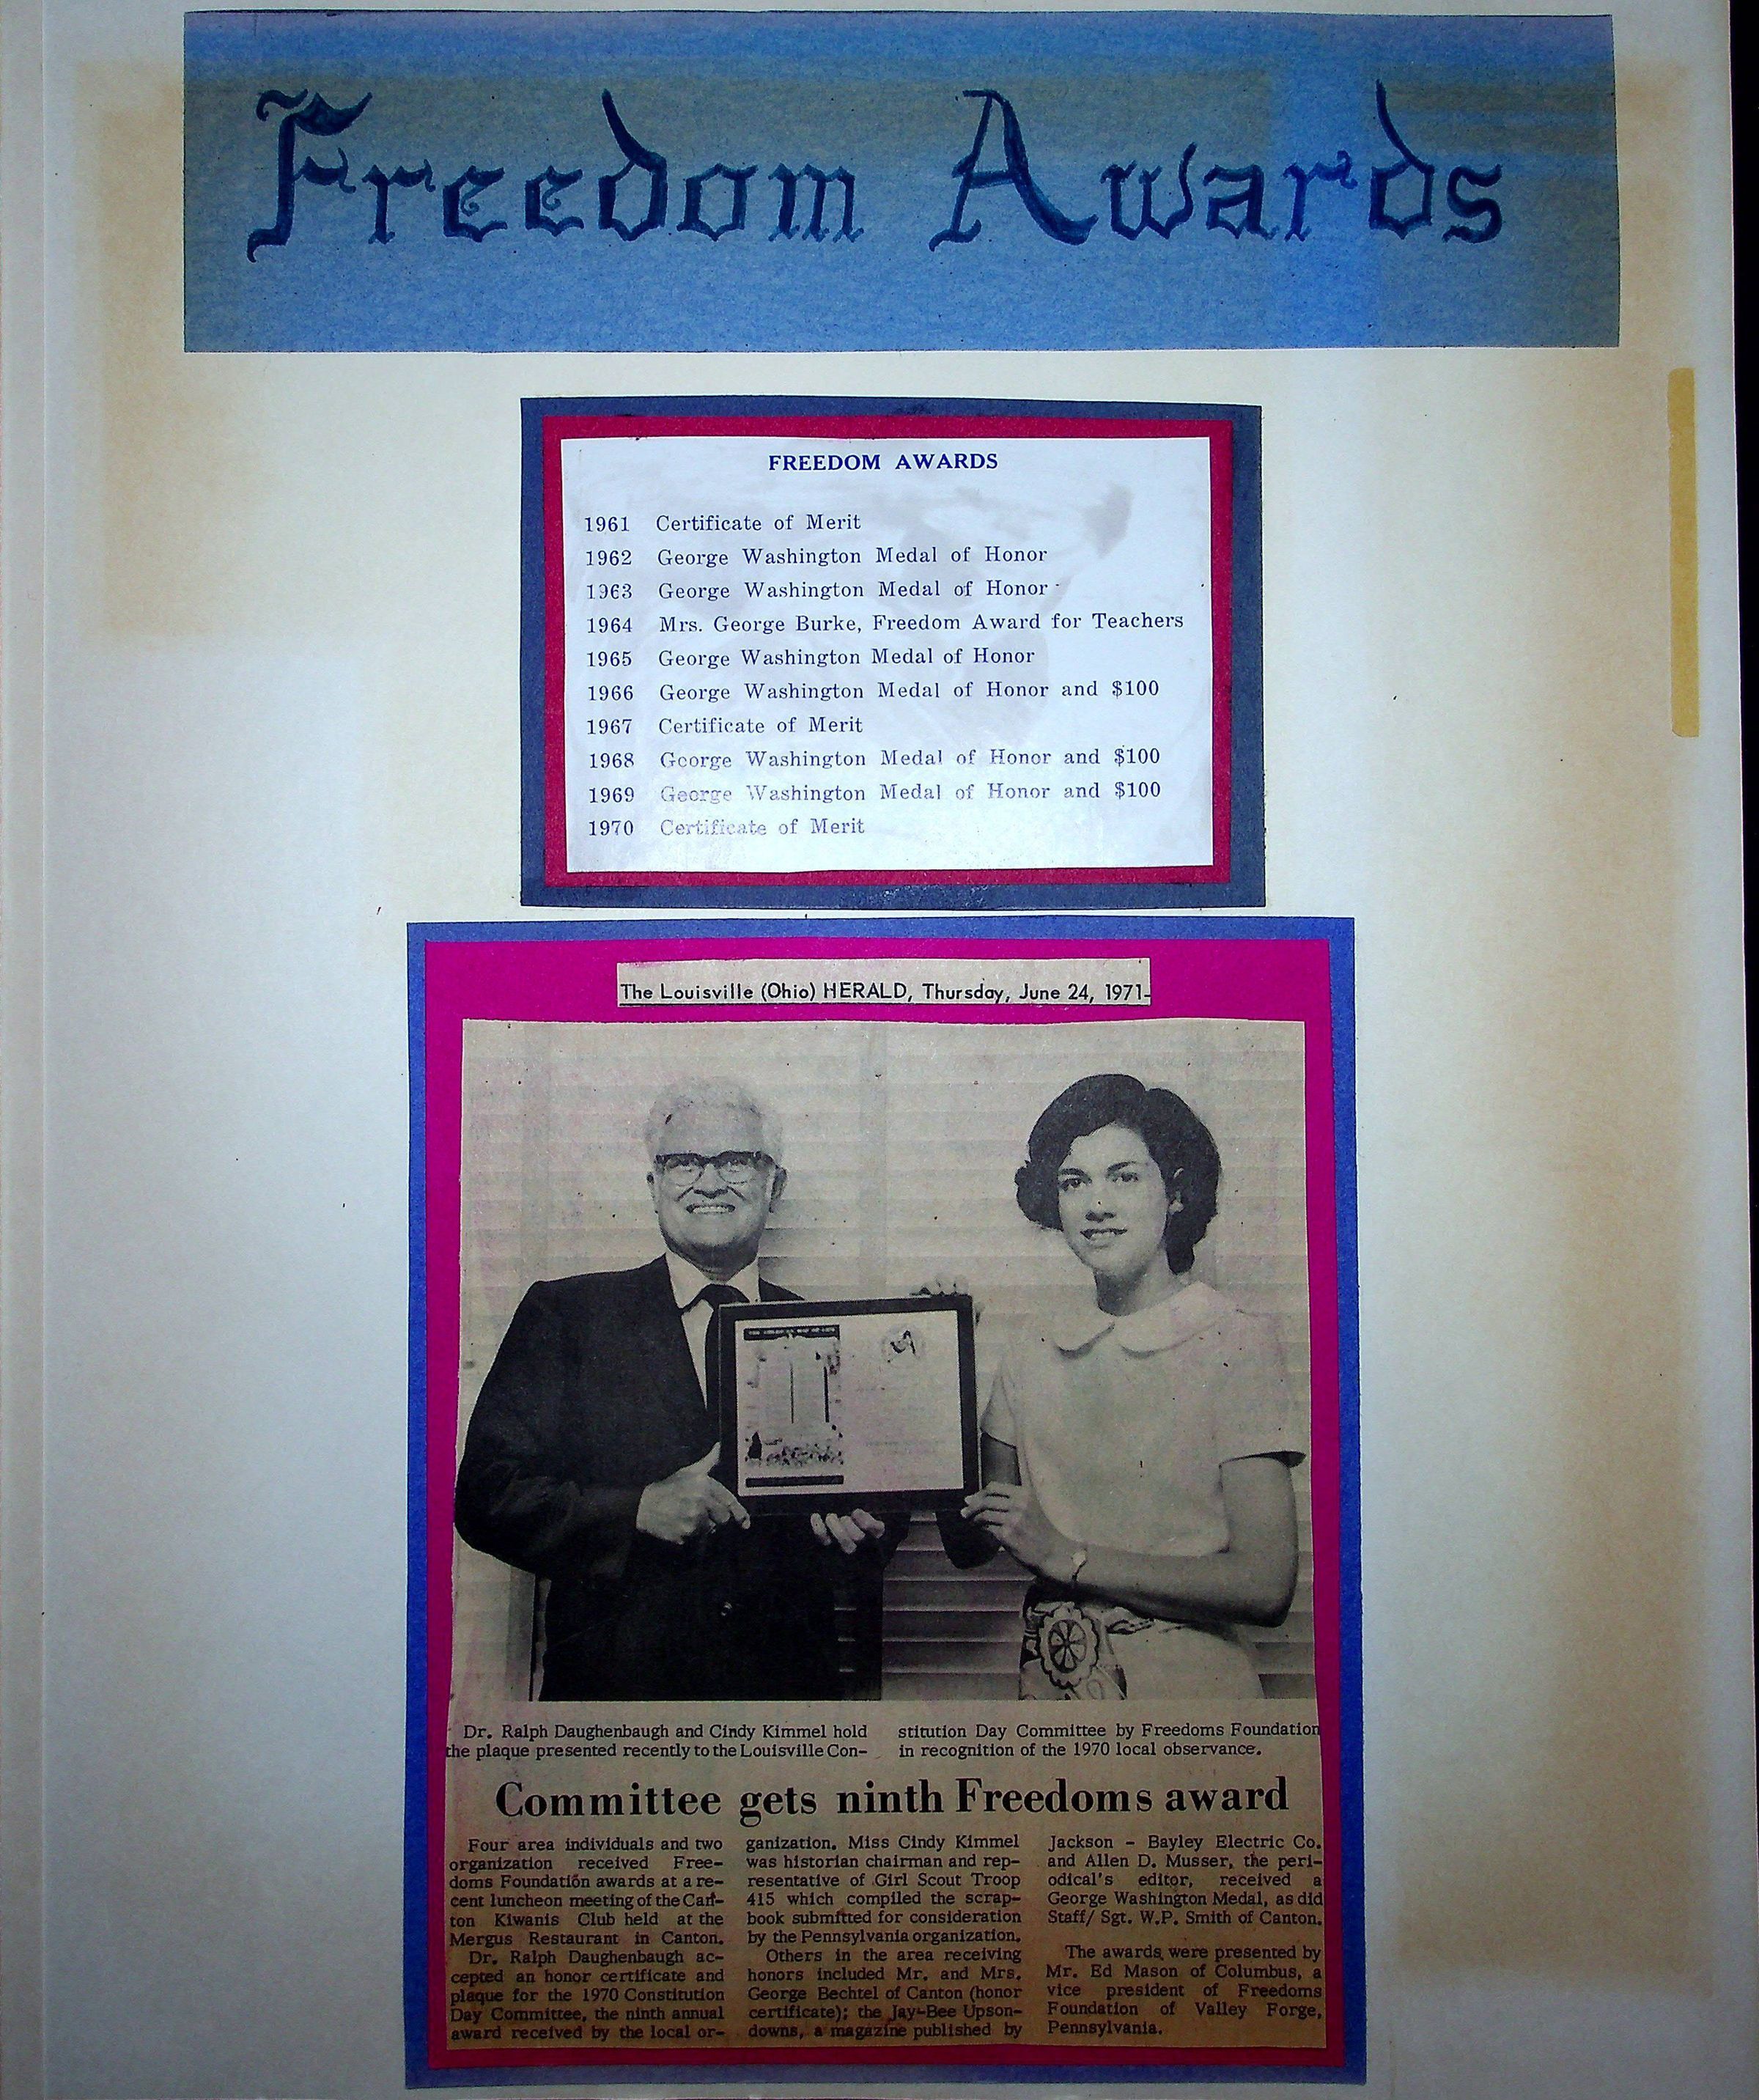 Freedom Awards
FREEDOM AWARDS
1961 Certificate of Merit
1962 George Washington Medal of Honor
1963 George Washington Medal of Honor
1964 Mrs. George Burke, Freedom Award for Teachers
1965 George Washington Medal of Honor
1966 George Washington Medal of Honor and $100
1967 Certificate of Merit
1968 George Washington Medal of Honor and $100
1969 George Washington Medal of Honor and $100
1970 Certificate of Merit
The Louisville (Ohio) HERALD, Thursday, June 24, 1971-
Dr. Ralph Daughenbaugh and Cindy Kimmel hold
the plaque presented recently to the Louisville Con-
stitution Day Committee by Freedoms Foundation
in recognition of the 1970 local observance.
Committee gets ninth Freedoms award
Four area individuals and two
organization received Free-
doms Foundation awards at a re-
cent luncheon meeting of the Can-
ton Kiwanis Club held at the
Mergus Restaurant in Canton.
Dr. Ralph Daughenbaugh ac-
cepted an honor certificate and
plaque for the 1970 Constitution
Day Committee, the ninth annual
award received by the local or-
ganization. Miss Cindy Kimmel
was historian chairman and rep-
resentative of Girl Scout Troop
415 which compiled the scrap-
book submitted for consideration
by the Pennsylvania organization.
Others in the area receiving
honors included Mr. and Mrs.
George Bechtel of Canton (honor
certificate); the Jay-Bee Upson-
downs, a magazine published by
Jackson - Bayley Electric Co.
and Allen D. Musser, the peri-
odical's editor, received a
George Washington Medal, as did
Staff/ Sgt. W.P. Smith of Canton.
The awards were presented by
Mr. Ed Mason of Columbus, a
vice president of Freedoms
Foundation of Valley Forge,
Pennsylvania.